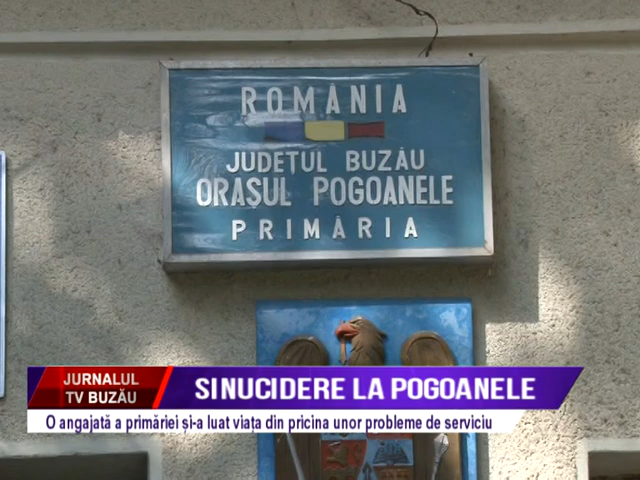 ROMÂNIA
JUDEȚUL BUZĂU
ORAȘUL POGOANELE
PRIMĂRIA
JURNALUL
TV BUZĂU
SINUCIDERE LA POGOANELE
O angajată a primăriei și-a luat viața din pricina unor probleme de serviciu